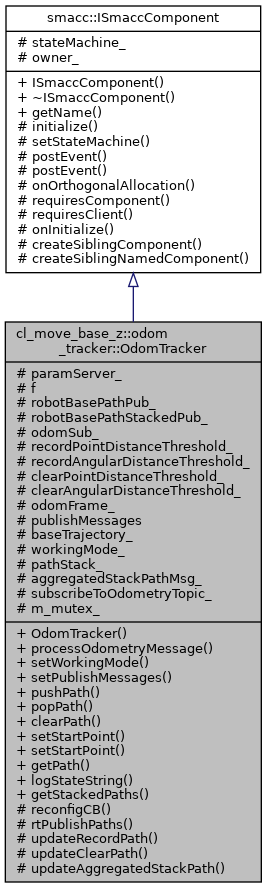 smacc::ISmaccComponent
# stateMachine_
# owner_
+ ISmaccComponent()
+ ~ISmaccComponent()
+ getName()
# initialize()
# setStateMachine()
# postEvent()
# postEvent()
# onOrthogonalAllocation()
# requiresComponent()
# requiresClient()
# onInitialize()
# createSiblingComponent()
# createSiblingNamedComponent()
cl_move_base_z::odom
_tracker::OdomTracker
# paramServer_
# f
# robotBasePathPub_
# robotBasePathStackedPub_
# odomSub_
# recordPointDistanceThreshold_
# recordAngularDistanceThreshold_
# clearPointDistanceThreshold_
# clearAngularDistanceThreshold_
# odomFrame_
# publishMessages
# baseTrajectory_
# workingMode_
# pathStack_
# aggregatedStackPathMsg_
# subscribeToOdometryTopic_
# m_mutex_
+ OdomTracker()
+ processOdometryMessage()
+ setWorkingMode()
+ setPublishMessages()
+ pushPath()
+ popPath()
+ clearPath()
+ setStartPoint()
+ setStartPoint()
+ getPath()
+ logStateString()
+ getStackedPaths()
# reconfigCB()
# rtPublishPaths()
# updateRecordPath()
# updateClearPath()
# updateAggregatedStackPath()